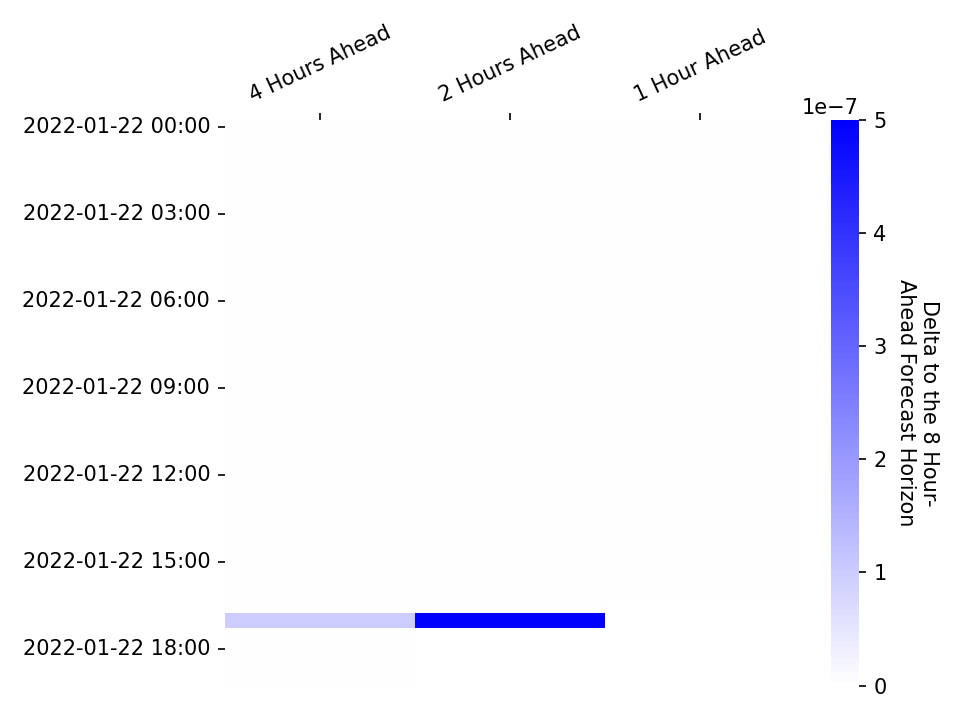 4 Hours Ahead
2 Hours Ahead
1 Hour Ahead
1e−7
2022-01-22 00:00
2022-01-22 03:00
2022-01-22 06:00
2022-01-22 09:00
2022-01-22 12:00
2022-01-22 15:00
2022-01-22 18:00
5
4
3
2
1
0
Delta to the 8 Hour-
Ahead Forecast Horizon